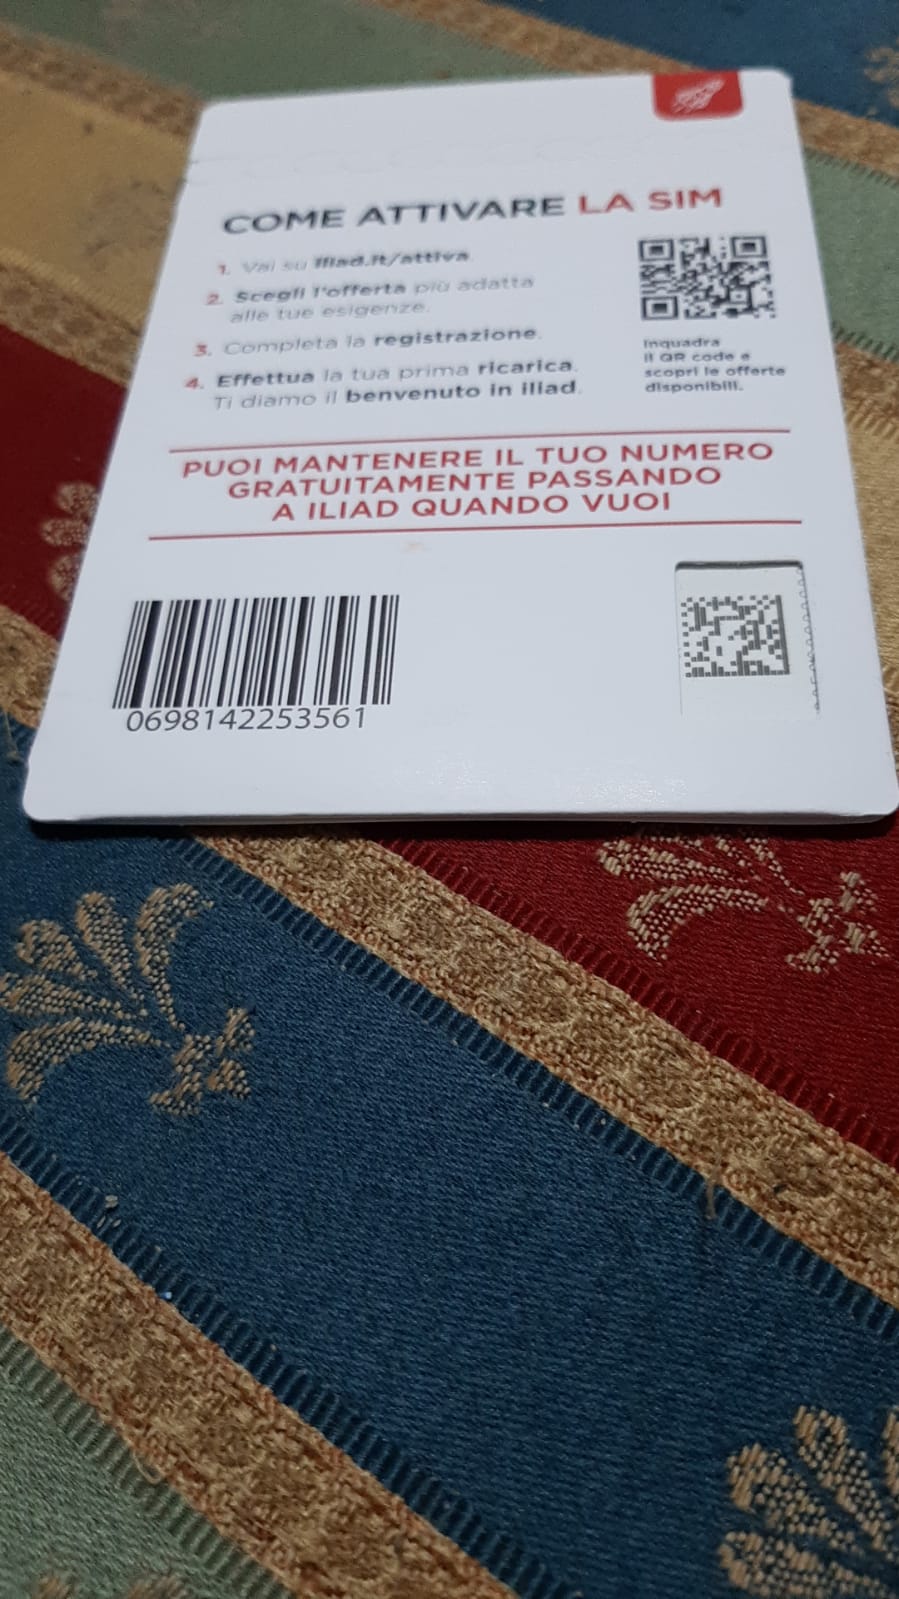 COME ATTIVARE LA SIM
1. Vai su iliad.it/attiva.
2. Scegli l'offerta più adatta
alle tue esigenze.
3. Completa la registrazione.
4. Effettua la tua prima ricarica.
Ti diamo il benvenuto in iliad.
Inquadra
il QR code e
scopri le offerte
disponibili.
PUOI MANTENERE IL TUO NUMERO
GRATUITAMENTE PASSANDO
A ILIAD QUANDO VUOI
0698142253561